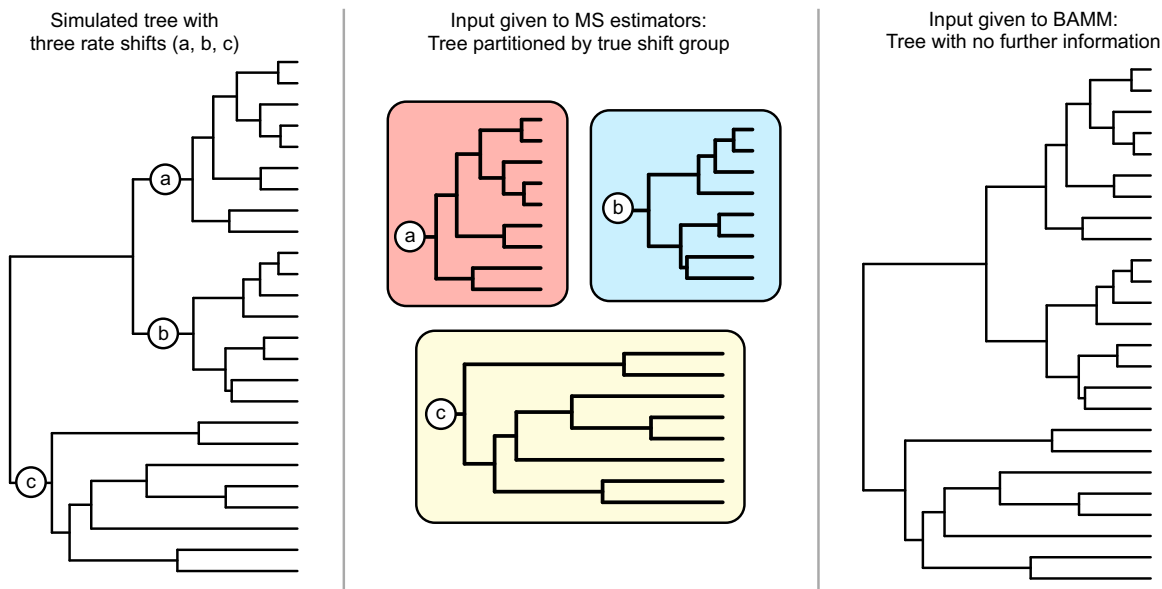 Simulated tree with
three rate shifts (a, b, c)
a
b
c
Input given to MS estimators:
Tree partitioned by true shift group
a
b
c
Input given to BAMM:
Tree with no further information